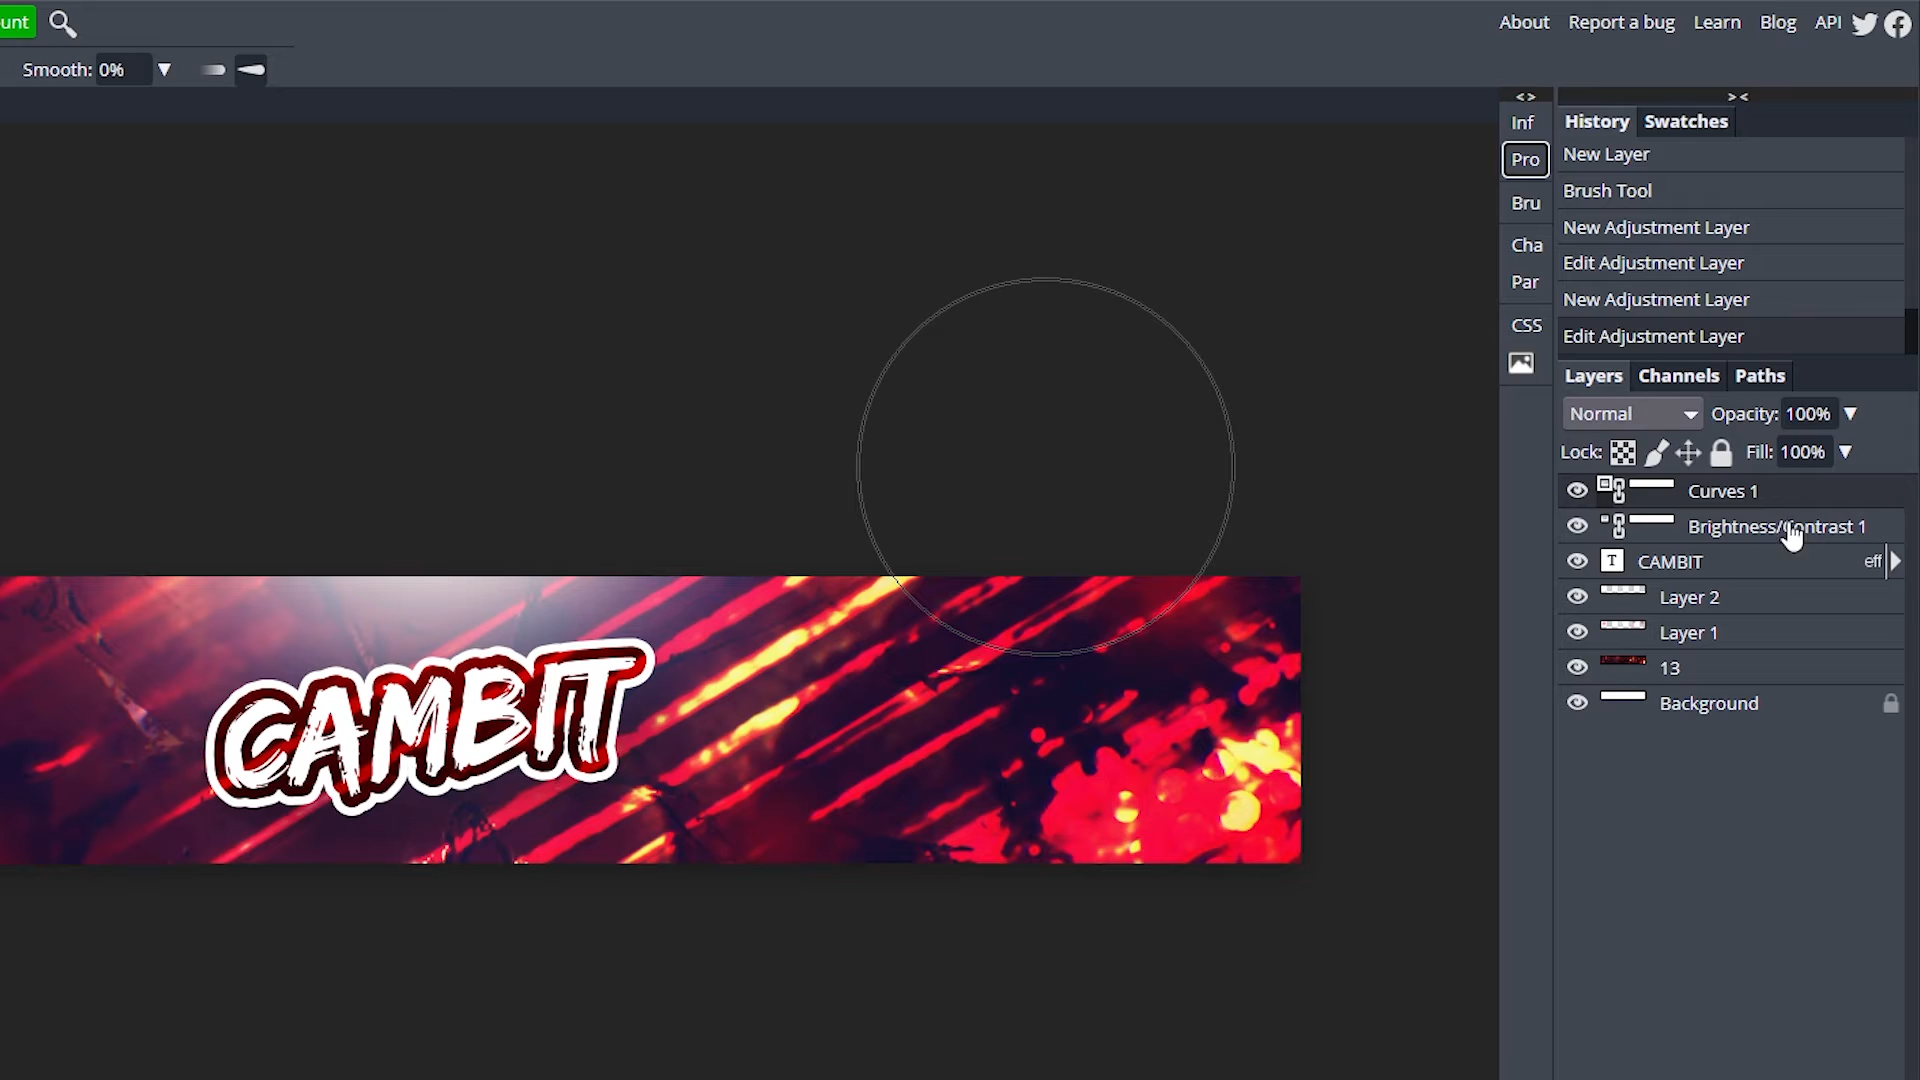 unt
About Report a bug Learn Blog API
Smooth: 0%
< >
> <
Inf
Pro
Bru
Cha
Par
CSS
History Swatches
New Layer
Brush Tool
New Adjustment Layer
Edit Adjustment Layer
New Adjustment Layer
Edit Adjustment Layer
Layers Channels Paths
Normal Opacity: 100%
Lock: Fill: 100%
Curves 1
Brightness/Contrast 1
T CAMBIT eff
Layer 2
Layer 1
13
Background
CAMBIT